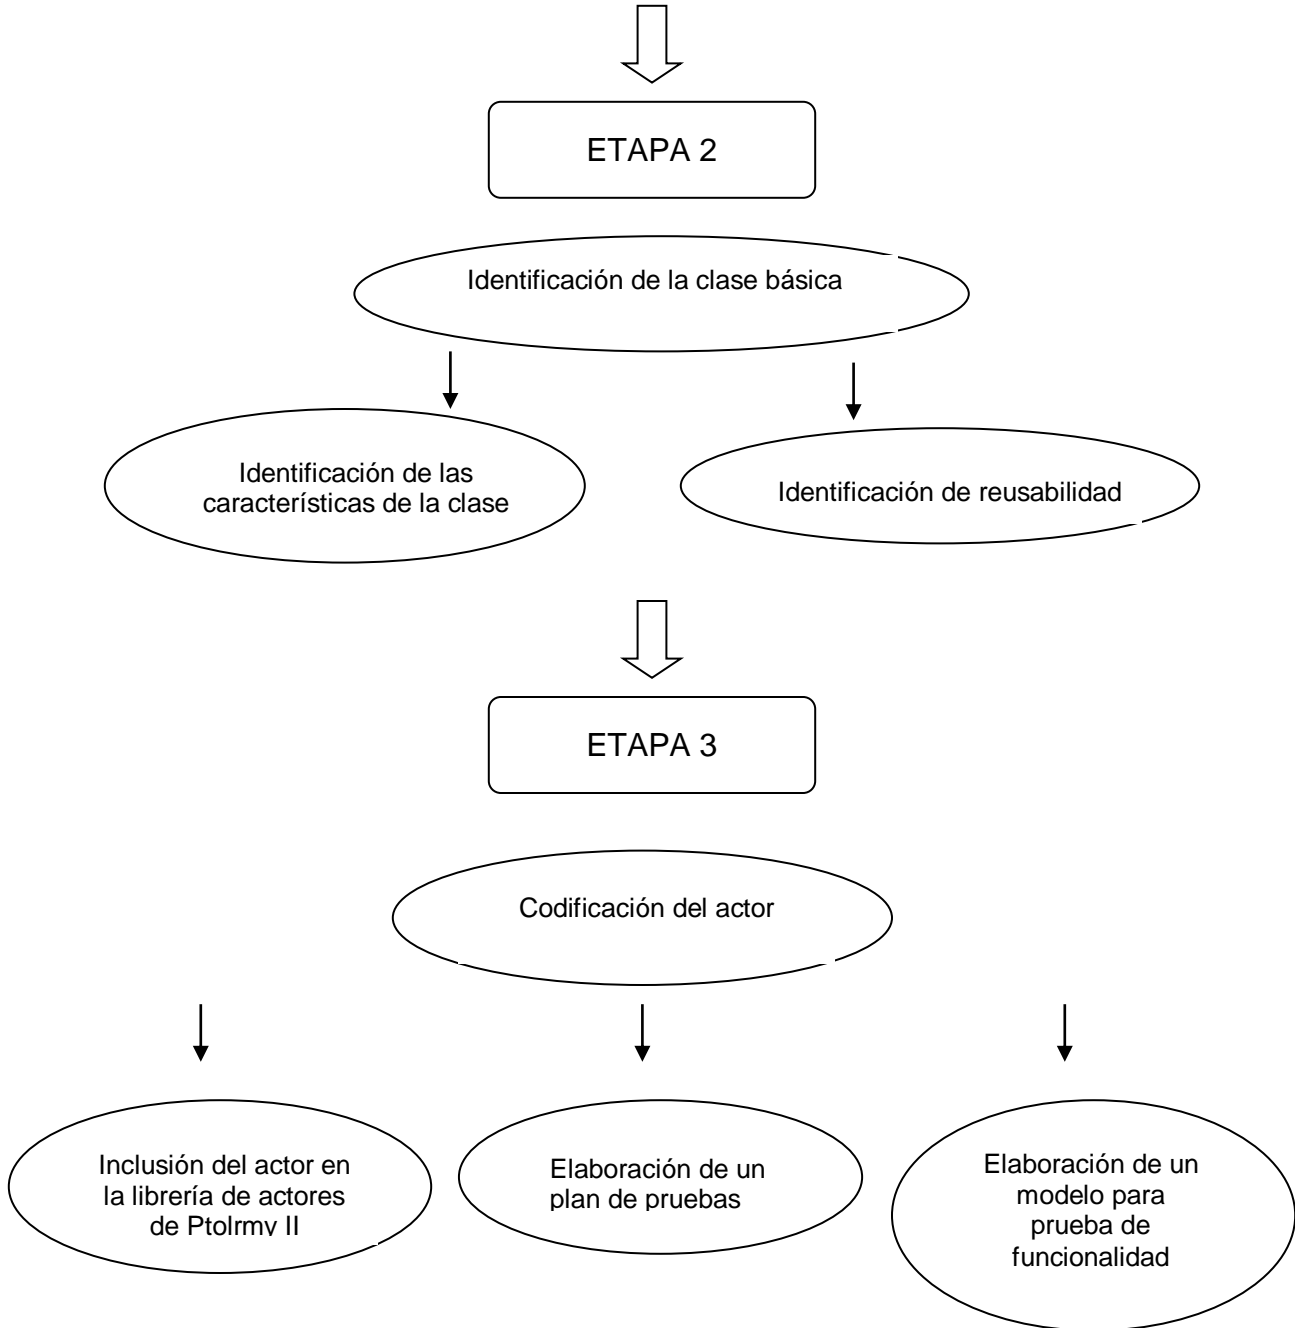 ETAPA 2
Identificación de la clase básica
Identificación de las
características de la clase
Identificación de reusabilidad
ETAPA 3
Codificación del actor
Inclusión del actor en
la librería de actores
de Ptolrmy II
Elaboración de un
plan de pruebas
Elaboración de un
modelo para
prueba de
funcionalidad